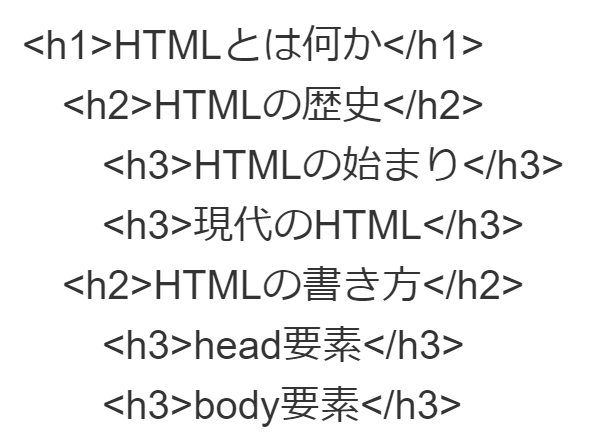 <h1>HTMLとは何か</h1>
<h2>HTMLの歴史</h2>
<h3>HTMLの始まり</h3>
<h3>現代のHTML</h3>
<h2>HTMLの書き方</h2>
<h3>head要素</h3>
<h3>body要素</h3>